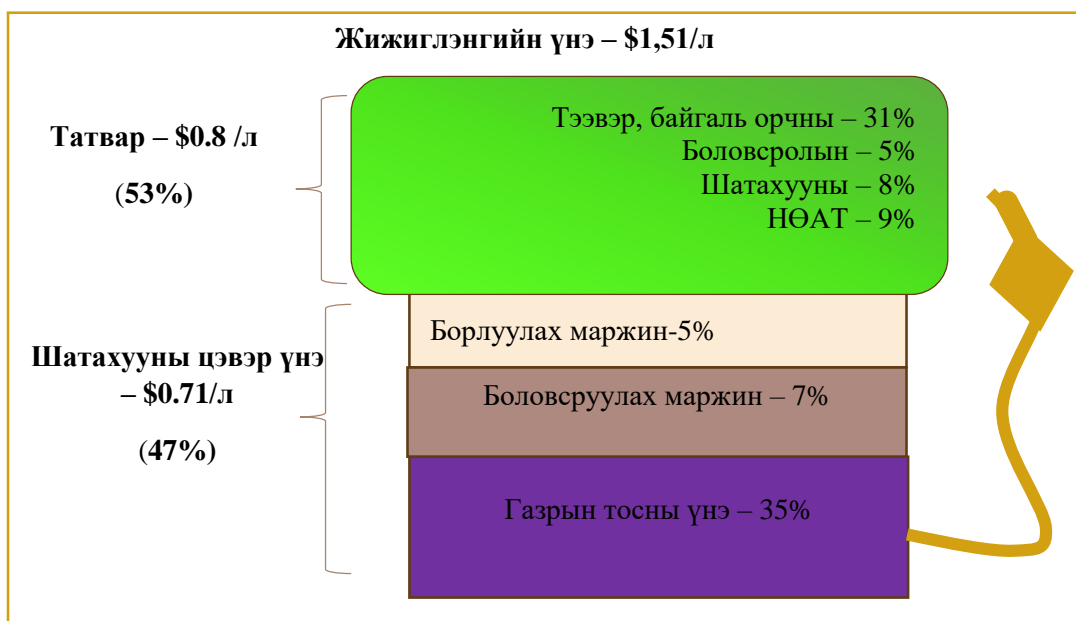 Жижиглэнгийн үнэ – $1,51/л
Татвар – $0.8 /л
(53%)
Тээвэр, байгаль орчны – 31%
Боловсролын – 5%
Шатахууны – 8%
НӨАТ – 9%
Шатахууны цэвэр үнэ
– $0.71/л
(47%)
Борлуулах маржин-5%
Боловсруулах маржин – 7%
Газрын тосны үнэ – 35%